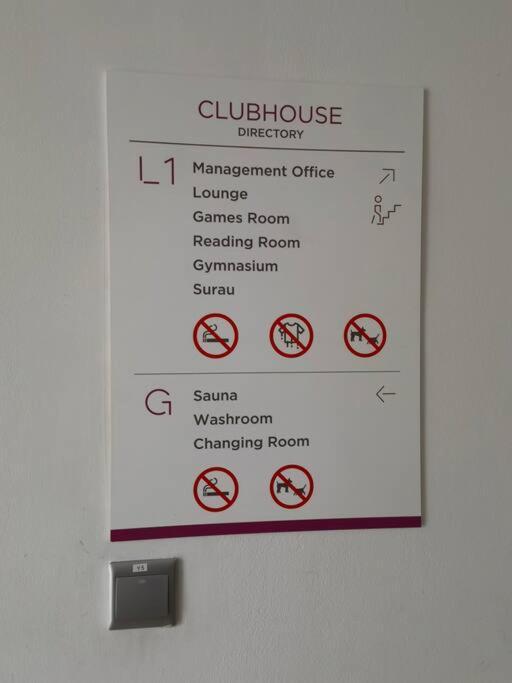 CLUBHOUSE
DIRECTORY
L1
Management Office
Lounge
Games Room
Reading Room
Gymnasium
Surau
G
Sauna
Washroom
Changing Room